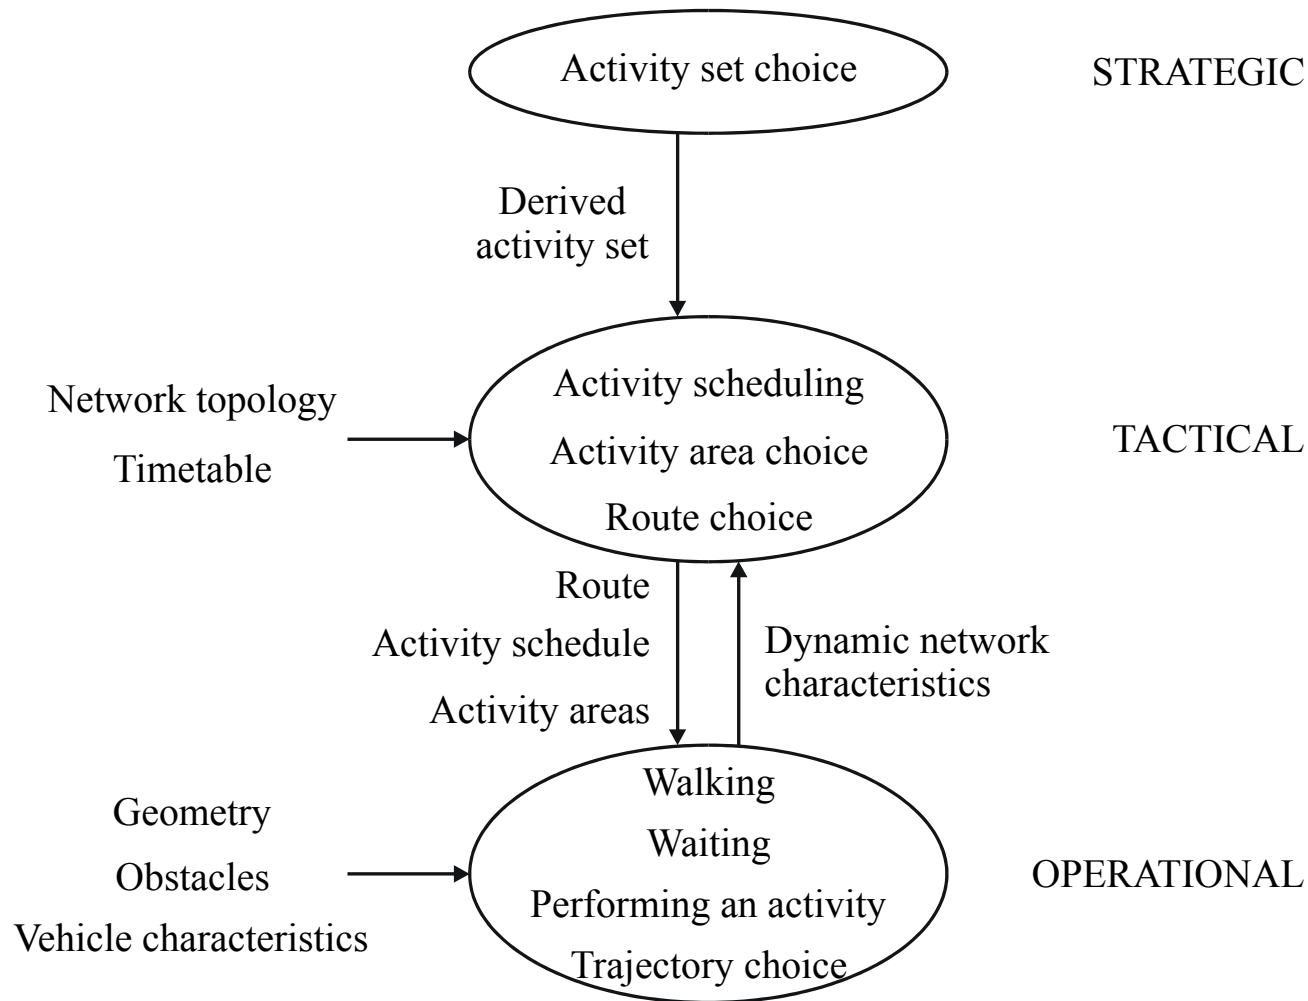 Activity set choice
STRATEGIC
Derived
activity set
Network topology
Timetable
Activity scheduling
Activity area choice
Route choice
TACTICAL
Route
Activity schedule
Activity areas
Dynamic network
characteristics
Geometry
Obstacles
Vehicle characteristics
Walking
Waiting
Performing an activity
Trajectory choice
OPERATIONAL